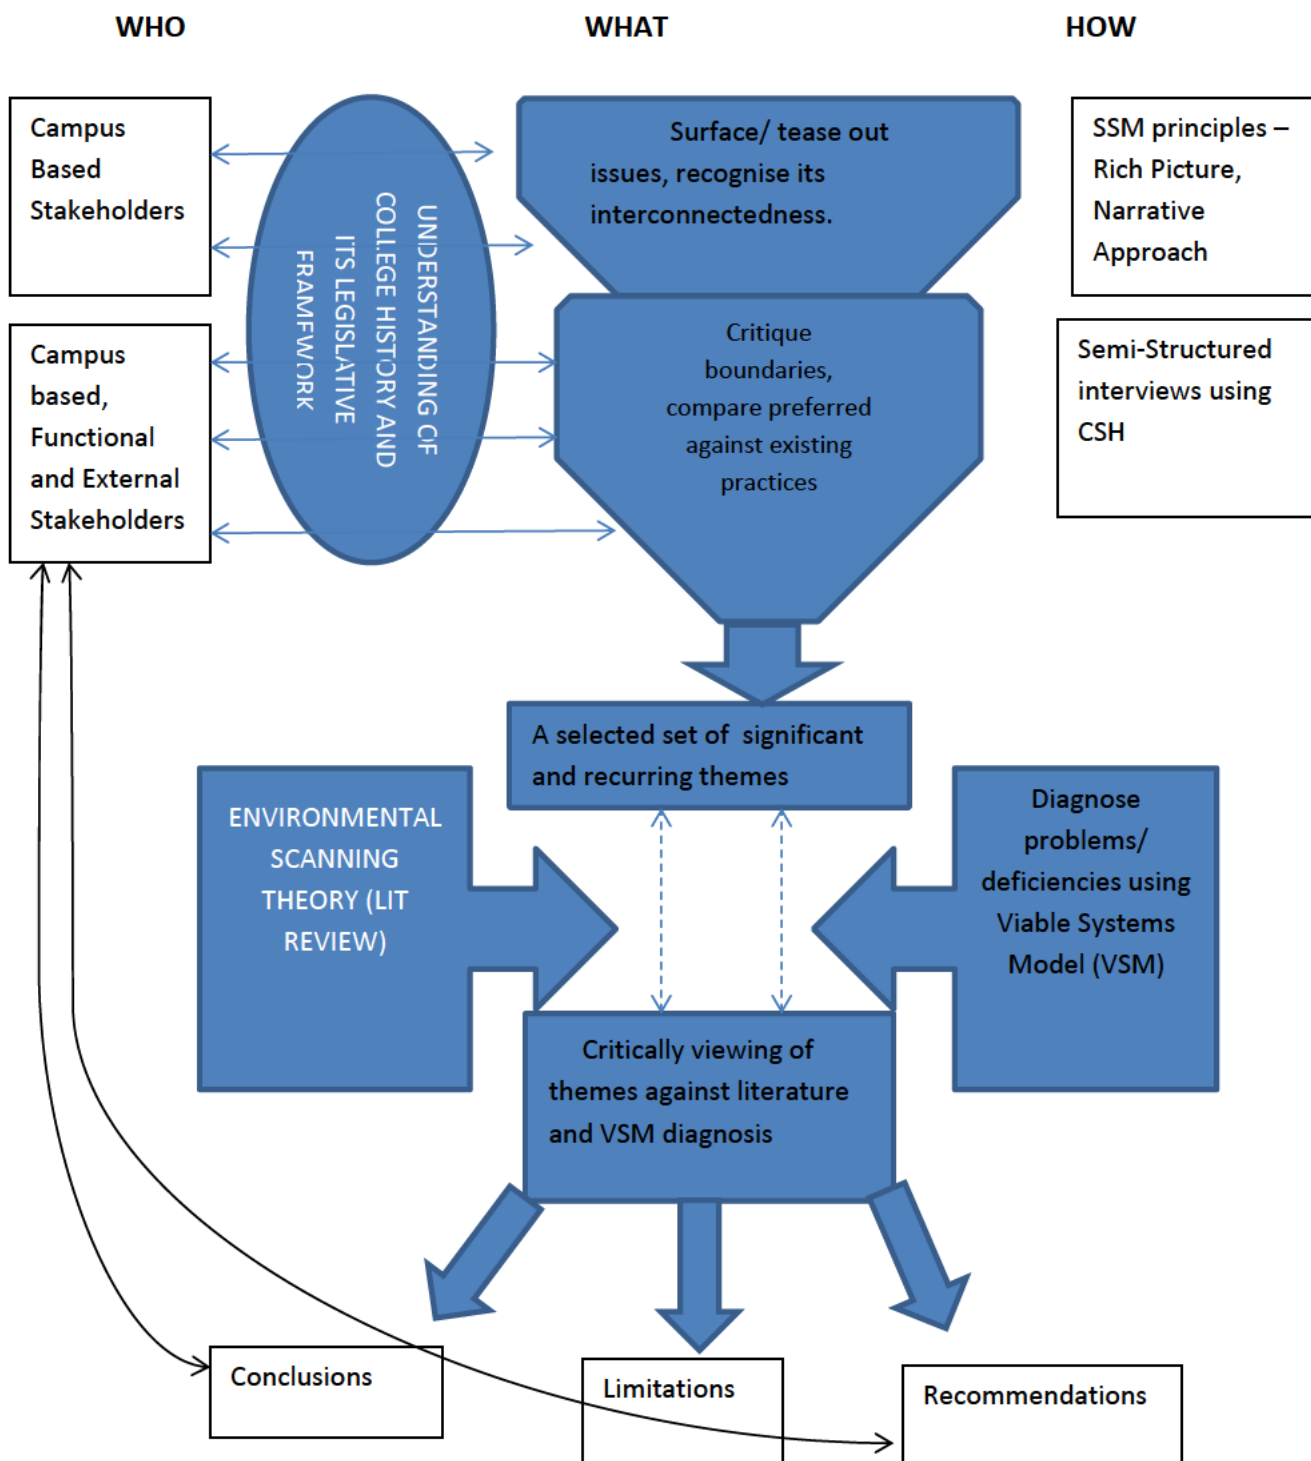 WHO
WHAT
HOW
Campus
Based
Stakeholders
UNDERSTANDING OF
COLLEGE HISTORY AND
ITS LEGISLATIVE
FRAMEWORK
Surface/ tease out
issues, recognise its
interconnectedness.
SSM principles –
Rich Picture,
Narrative
Approach
Campus
based,
Functional
and External
Stakeholders
Critique
boundaries,
compare preferred
against existing
practices
Semi-Structured
interviews using
CSH
A selected set of significant
and recurring themes
ENVIRONMENTAL
SCANNING
THEORY (LIT
REVIEW)
Diagnose
problems/
deficiencies using
Viable Systems
Model (VSM)
Critically viewing of
themes against literature
and VSM diagnosis
Conclusions
Limitations
Recommendations